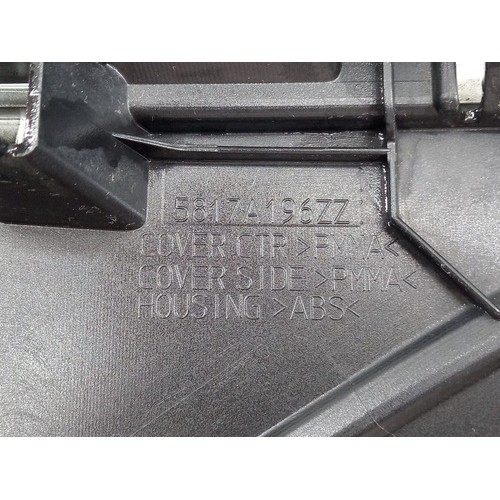 5817A196ZZ
COVER CTR >PMMA<
COVER SIDE >PMMA<
HOUSING >ABS<